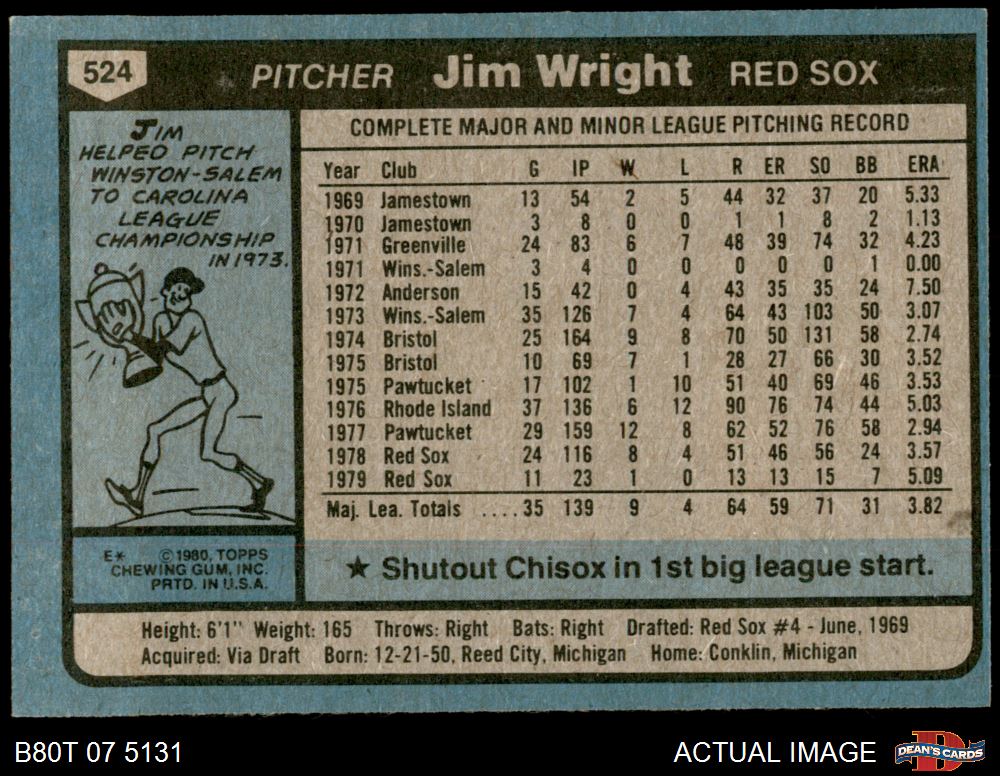 524 PITCHER Jim Wright RED SOX
JIM
HELPED PITCH
WINSTON-SALEM
TO CAROLINA
LEAGUE
CHAMPIONSHIP
IN 1973.
COMPLETE MAJOR AND MINOR LEAGUE PITCHING RECORD
Year Club G IP W L R ER SO BB ERA
1969 Jamestown 13 54 2 5 44 32 37 20 5.33
1970 Jamestown 3 8 0 0 1 1 8 2 1.13
1971 Greenville 24 83 6 7 48 39 74 32 4.23
1971 Wins.-Salem 3 4 0 0 0 0 0 1 0.00
1972 Anderson 15 42 0 4 43 35 35 24 7.50
1973 Wins.-Salem 35 126 7 4 64 43 103 50 3.07
1974 Bristol 25 164 9 8 70 50 131 58 2.74
1975 Bristol 10 69 7 1 28 27 66 30 3.52
1975 Pawtucket 17 102 1 10 51 40 69 46 3.53
1976 Rhode Island 37 136 6 12 90 76 74 44 5.03
1977 Pawtucket 29 159 12 8 62 52 76 58 2.94
1978 Red Sox 24 116 8 4 51 46 56 24 3.57
1979 Red Sox 11 23 1 0 13 13 15 7 5.09
Maj. Lea. Totals ....35 139 9 4 64 59 71 31 3.82
E* ©1980, TOPPS
CHEWING GUM, INC.
PRTD. IN U.S.A.
★ Shutout Chisox in 1st big league start.
Height: 6'1" Weight: 165 Throws: Right Bats: Right Drafted: Red Sox #4 - June, 1969
Acquired: Via Draft Born: 12-21-50, Reed City, Michigan Home: Conklin, Michigan
B80T 07 5131 ACTUAL IMAGE DEAN'S CARDS